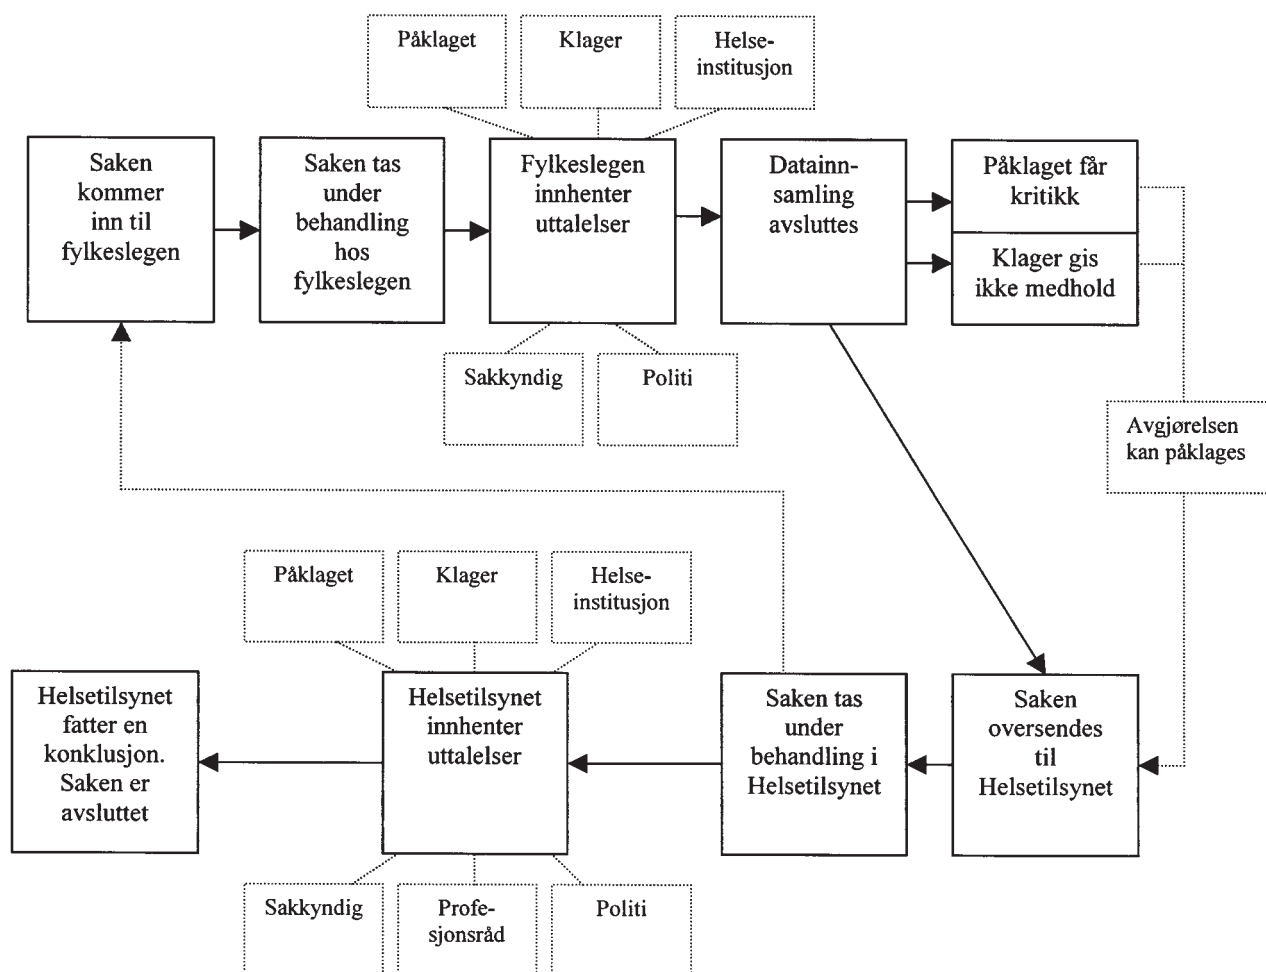 Påklaget
Klager
Helse-
institusjon
Saken
kommer
inn til
fylkeslegen
Saken tas
under
behandling
hos
fylkeslegen
Fylkeslegen
innhenter
uttalelser
Datainn-
samling
avsluttes
Påklaget får
kritikk
Klager gis
ikke medhold
Sakkyndig
Politi
Avgjørelsen
kan påklages
Påklaget
Klager
Helse-
institusjon
Helsetilsynet
fatter en
konklusjon.
Saken er
avsluttet
Helsetilsynet
innhenter
uttalelser
Saken tas
under
behandling i
Helsetilsynet
Saken
oversendes
til
Helsetilsynet
Sakkyndig
Profe-
sjonsråd
Politi